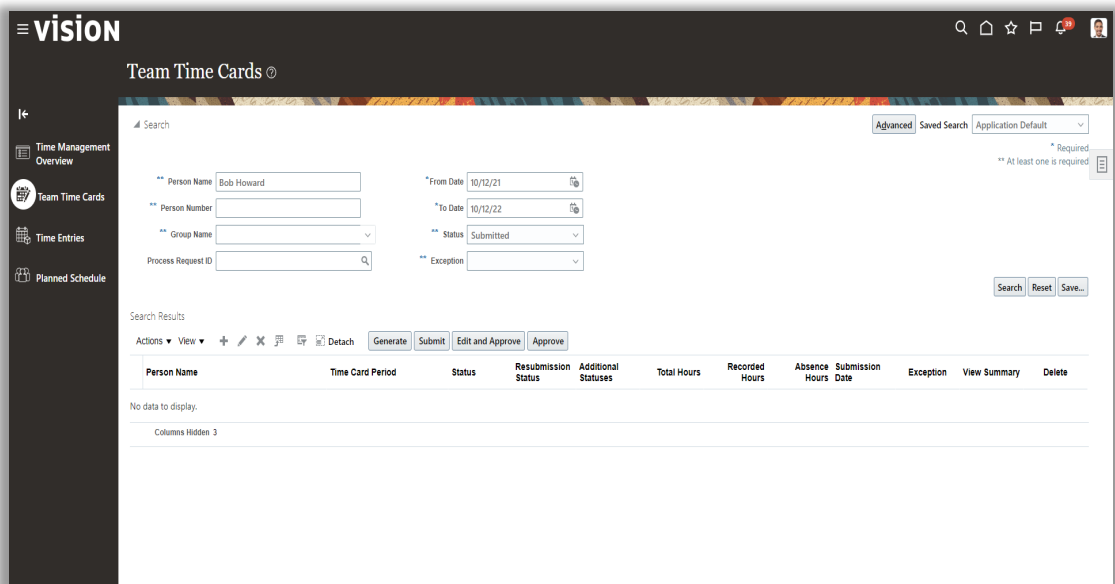 vision
39
Team Time Cards
Time Management
Overview
Team Time Cards
Time Entries
Planned Schedule
Search
Advanced Saved Search Application Default
* Required
** At least one is required
** Person Name Bob Howard
*From Date 10/12/21
** Person Number
*To Date 10/12/22
** Group Name
** Status Submitted
Process Request ID
** Exception
Search Reset Save...
Search Results
Actions View Detach Generate Submit Edit and Approve Approve
Person Name Time Card Period Status Resubmission Status Additional Statuses Total Hours Recorded Hours Absence Hours Submission Date Exception View Summary Delete
No data to display.
Columns Hidden 3